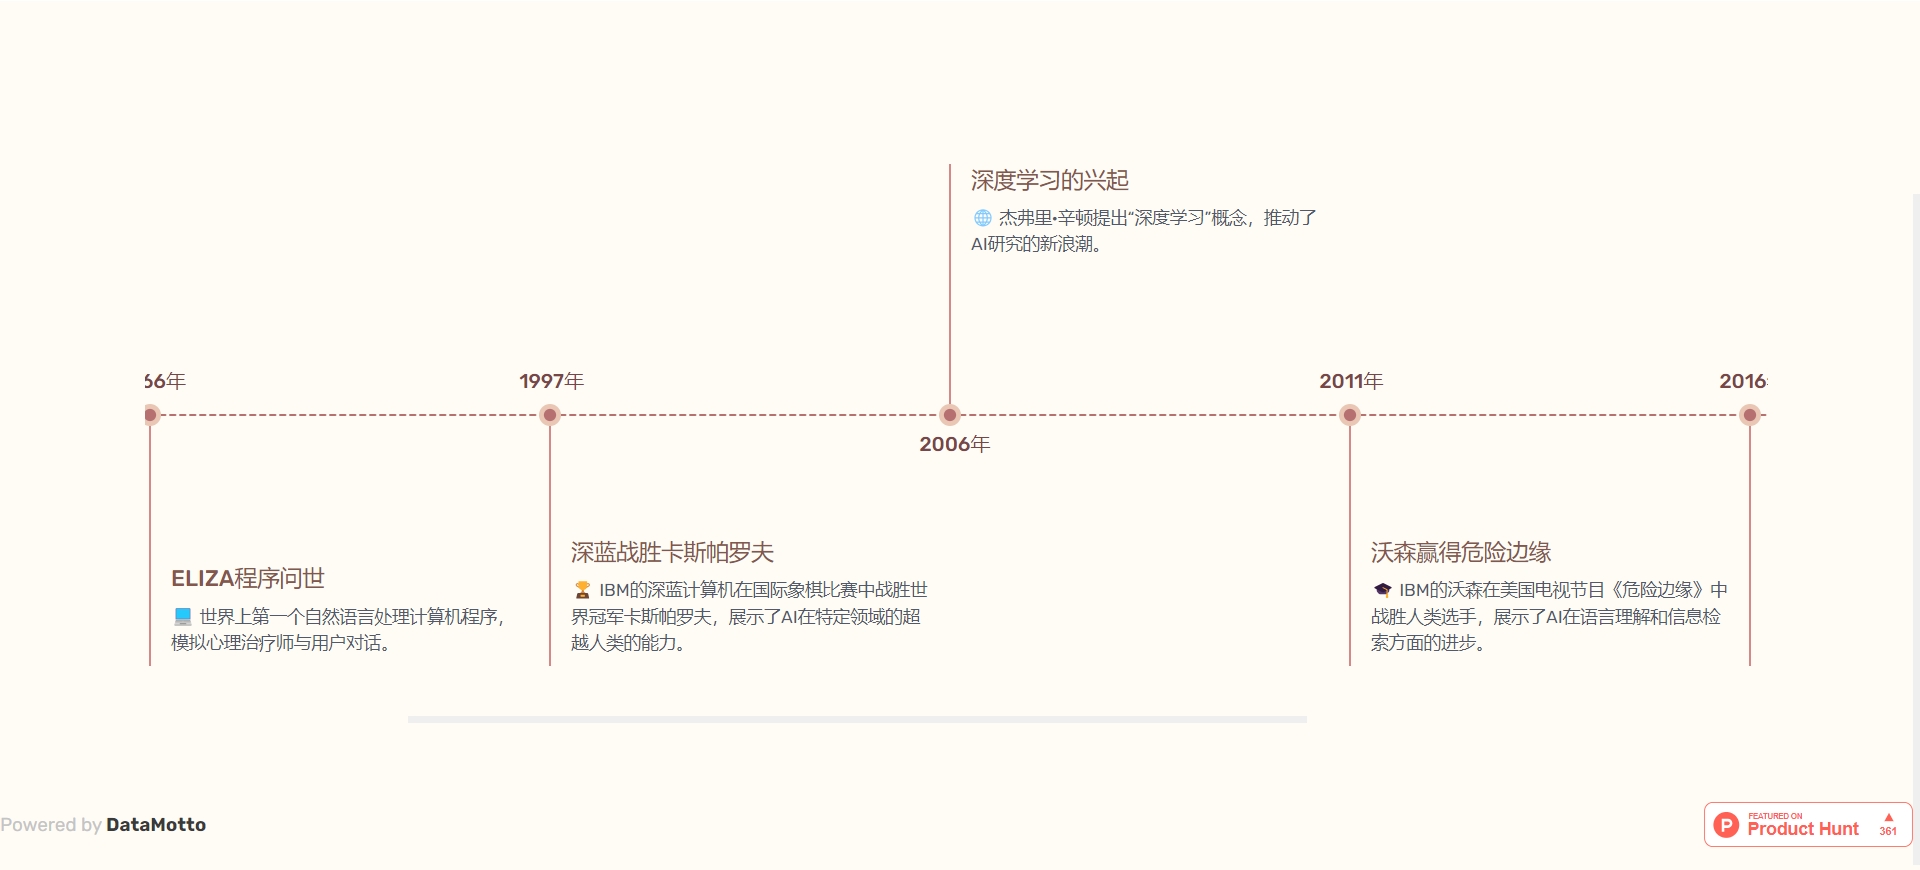 深度学习的兴起
🌐 杰弗里·辛顿提出“深度学习”概念，推动了
AI研究的新浪潮。
66年
1997年
2011年
2016
2006年
ELIZA程序问世
💻 世界上第一个自然语言处理计算机程序，
模拟心理治疗师与用户对话。
深蓝战胜卡斯帕罗夫
🏆 IBM的深蓝计算机在国际象棋比赛中战胜世
界冠军卡斯帕罗夫，展示了AI在特定领域的超
越人类的能力。
沃森赢得危险边缘
🎓 IBM的沃森在美国电视节目《危险边缘》中
战胜人类选手，展示了AI在语言理解和信息检
索方面的进步。
Powered by DataMotto
P
FEATURED ON
Product Hunt
▲
361